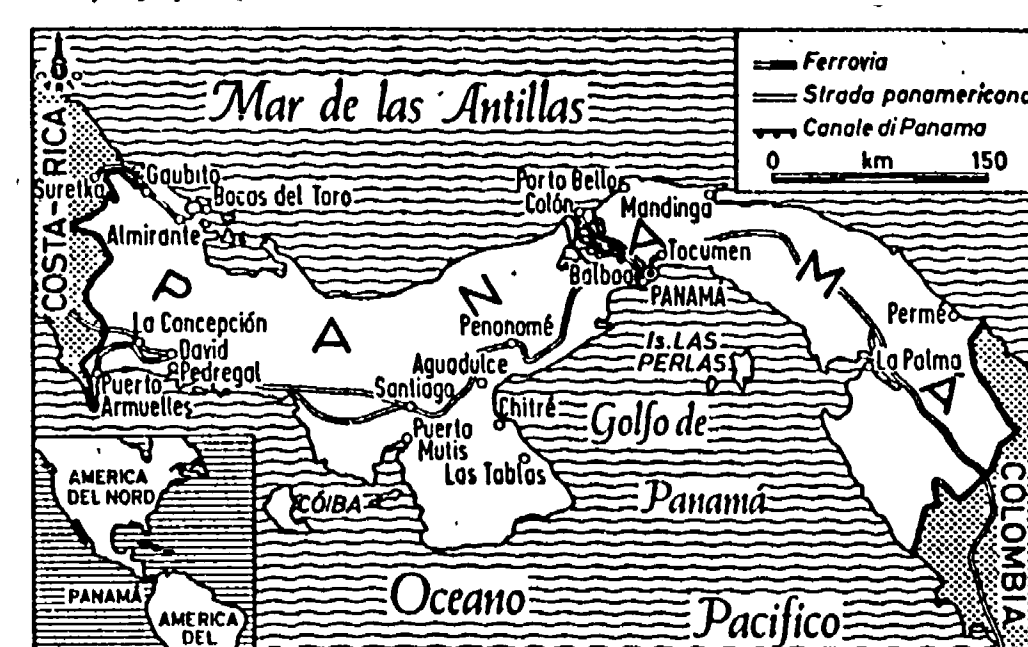 Mar de las Antillas
Ferrovia
Strada panamericana
Canale di Panama
0 km 150
COSTA-RICA
Suretka
Gaubito
Bocas del Toro
Almirante
Porto Bello
Colón
Mandinga
Tocumen
Balboa
PANAMÁ
PANAMA
Permé
La Concepción
David
Pedregal
Puerto
Armuelles
Penonomé
Aguadulce
Santiago
Is. LAS
PERLAS
La Palma
Chitré
Golfo de
Panamá
Puerto
Mutis
Las Tablas
CÓIBA
COLOMBIA
AMERICA
DEL NORD
PANAMÁ
AMERICA
DEL
Oceano
Pacifico